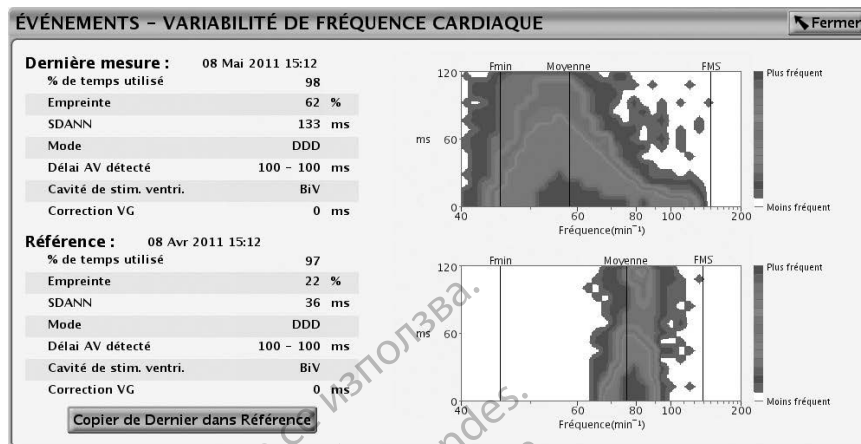 ÉVÉNEMENTS – VARIABILITÉ DE FRÉQUENCE CARDIAQUE
Fermer
Dernière mesure : 08 Mai 2011 15:12
% de temps utilisé 98
Empreinte 62 %
SDANN 133 ms
Mode DDD
Délai AV détecté 100 – 100 ms
Cavité de stim. ventri. BiV
Correction VG 0 ms
Fmin Moyenne FMS
120
ms 60
0
40 60 80 100 200
Fréquence(min⁻¹)
Plus fréquent
Moins fréquent
Référence : 08 Avr 2011 15:12
% de temps utilisé 97
Empreinte 22 %
SDANN 36 ms
Mode DDD
Délai AV détecté 100 – 100 ms
Cavité de stim. ventri. BiV
Correction VG 0 ms
Fmin Moyenne FMS
120
ms 60
0
40 60 80 100 200
Fréquence(min⁻¹)
Plus fréquent
Moins fréquent
Copier de Dernier dans Référence
се използва.